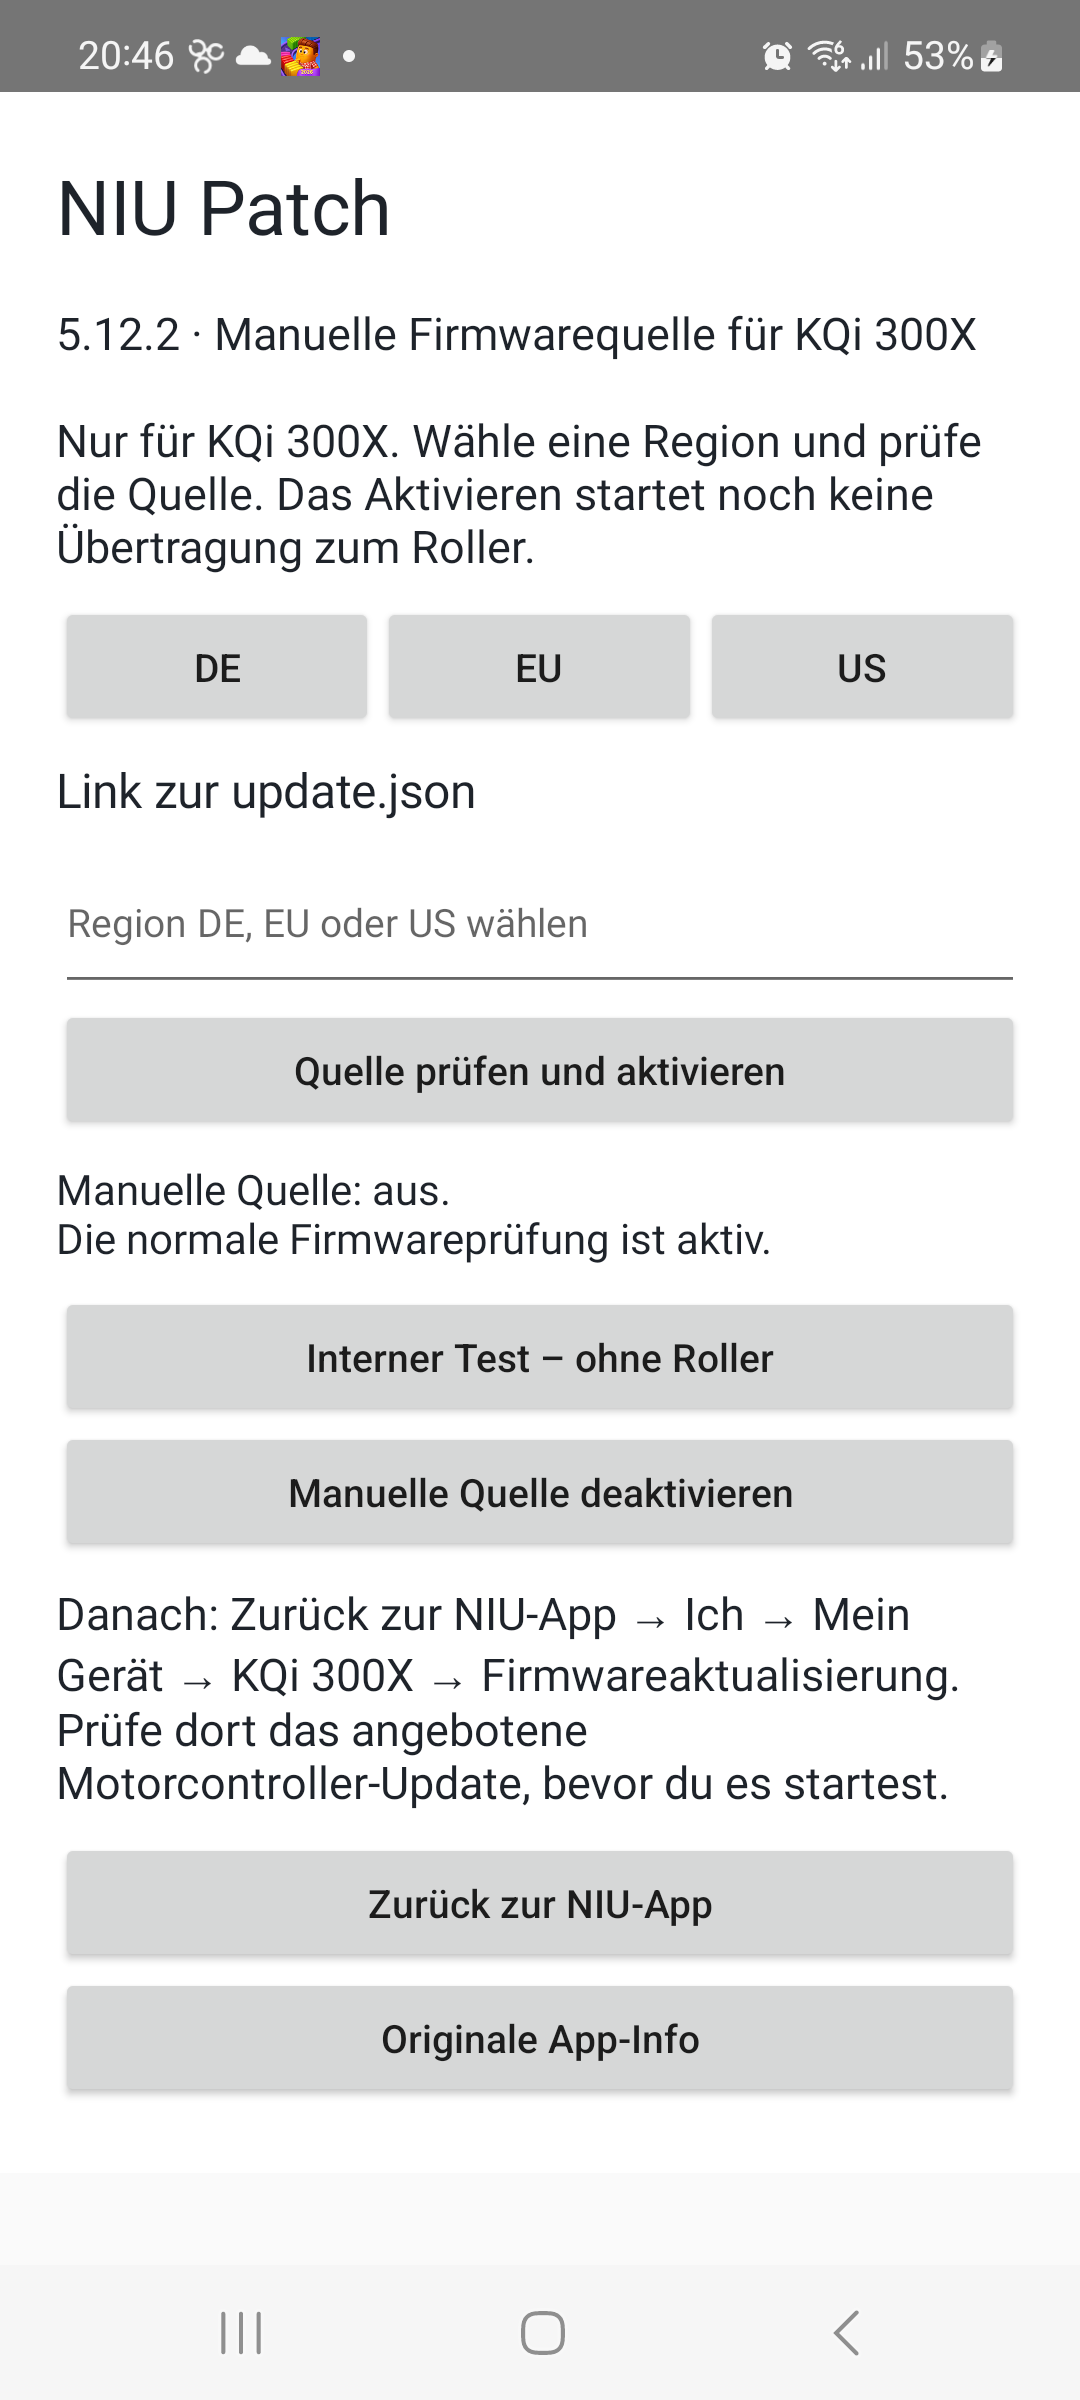 20:46
53%
NIU Patch
5.12.2 · Manuelle Firmwarequelle für KQi 300X
Nur für KQi 300X. Wähle eine Region und prüfe
die Quelle. Das Aktivieren startet noch keine
Übertragung zum Roller.
DE
EU
US
Link zur update.json
Region DE, EU oder US wählen
Quelle prüfen und aktivieren
Manuelle Quelle: aus.
Die normale Firmwareprüfung ist aktiv.
Interner Test – ohne Roller
Manuelle Quelle deaktivieren
Danach: Zurück zur NIU-App → Ich → Mein
Gerät → KQi 300X → Firmwareaktualisierung.
Prüfe dort das angebotene
Motorcontroller-Update, bevor du es startest.
Zurück zur NIU-App
Originale App-Info